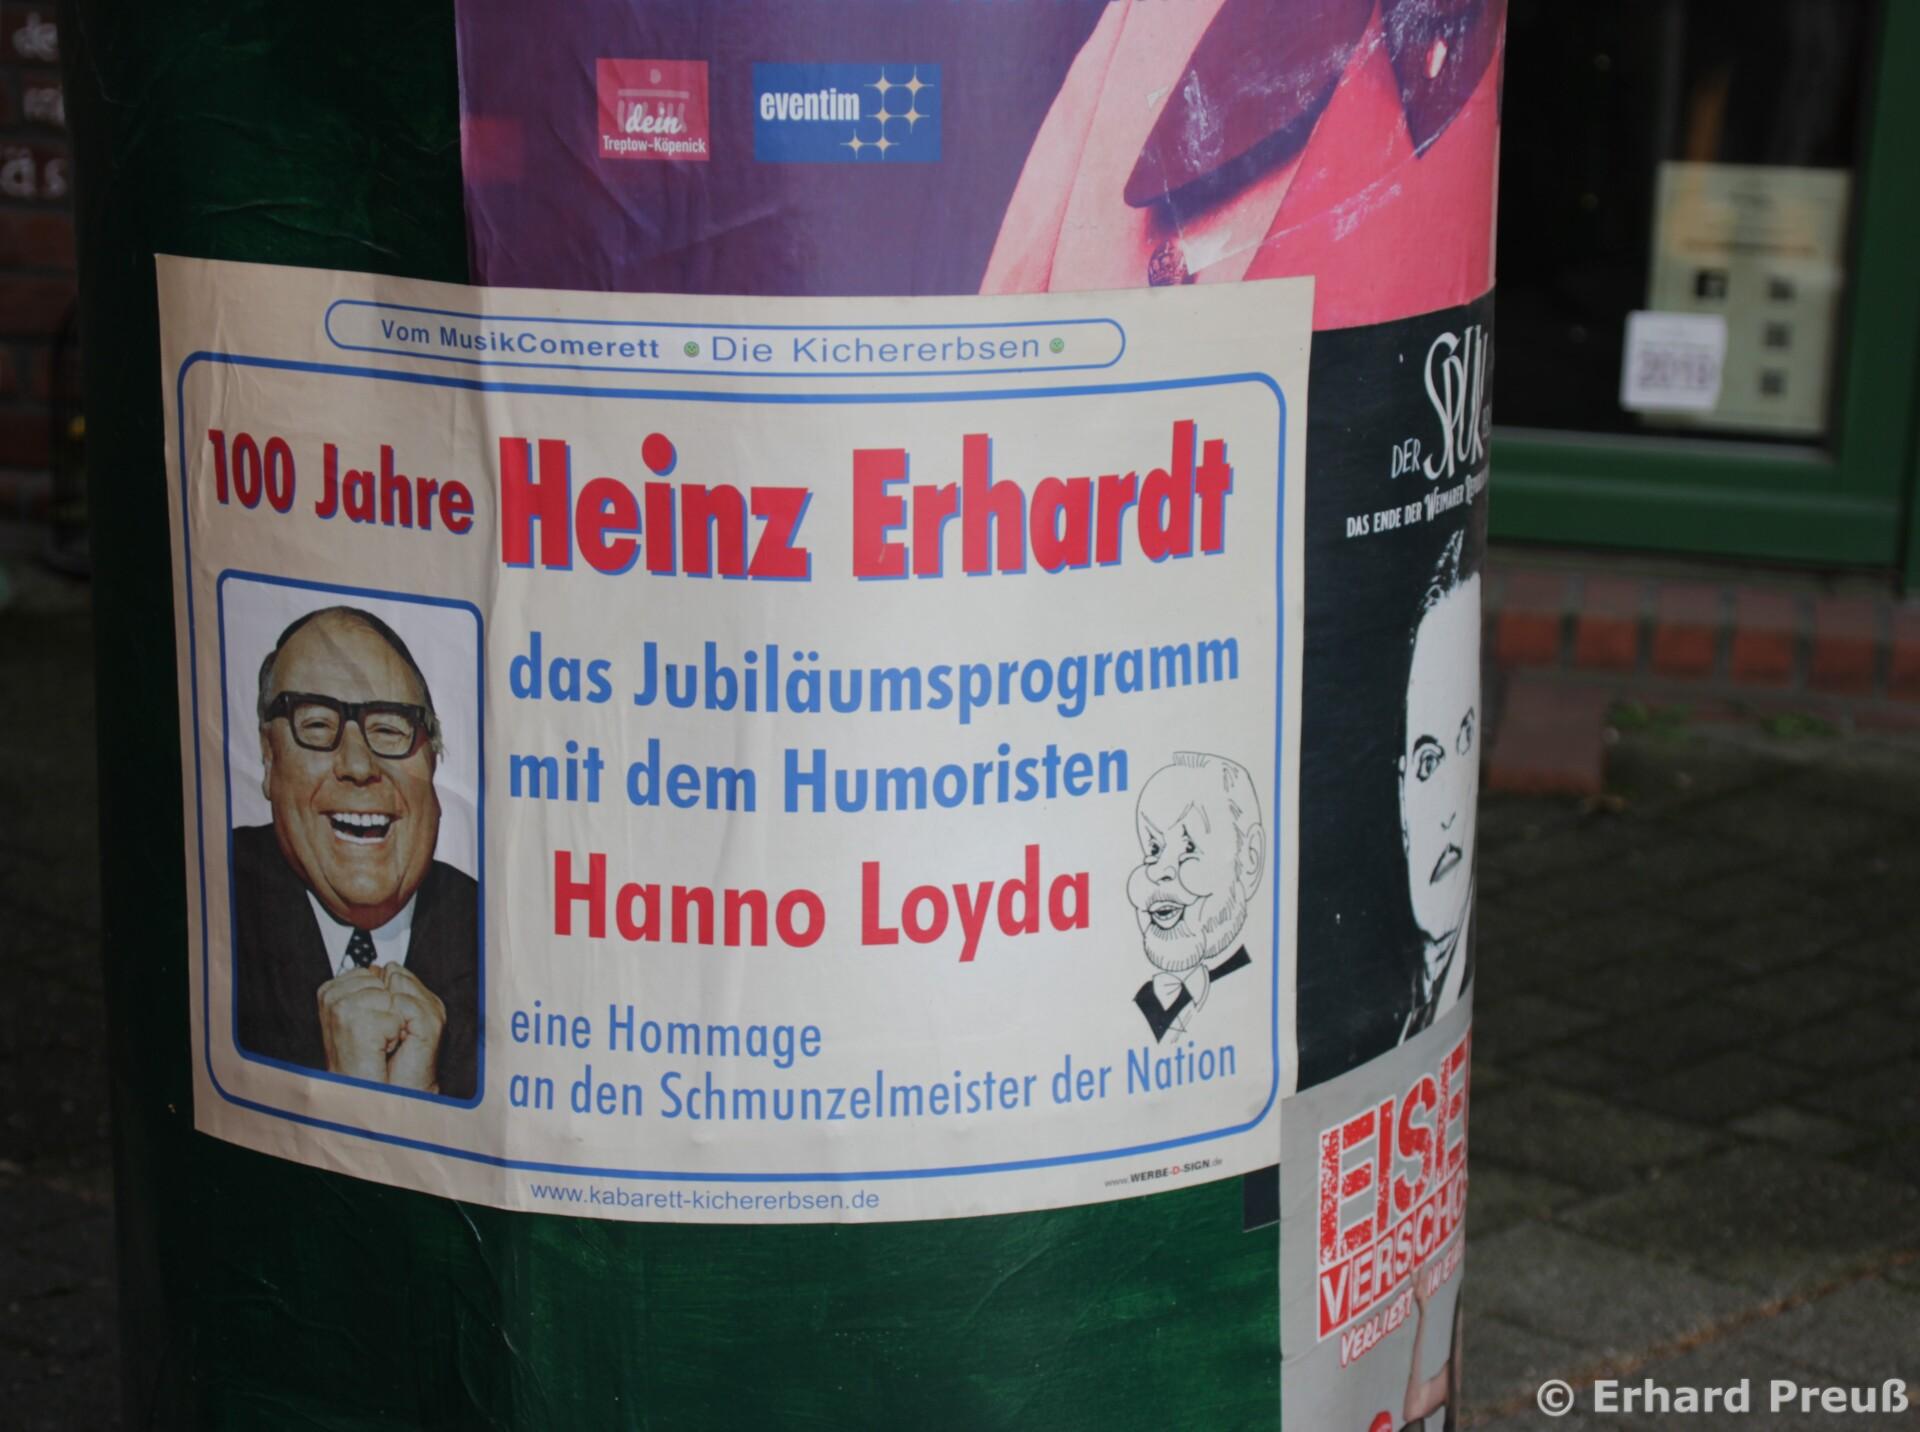 dein
Treptow-Köpenick
eventim
Vom MusikComerett Die Kichererbsen
100 Jahre Heinz Erhardt
das Jubiläumsprogramm
mit dem Humoristen
Hanno Loyda
eine Hommage
an den Schmunzelmeister der Nation
www.WERBE-D-SIGN.de
www.kabarett-kichererbsen.de
DER SPUK
DAS ENDE DER WEIMARER
2019
VERLIEBT IN
© Erhard Preuß